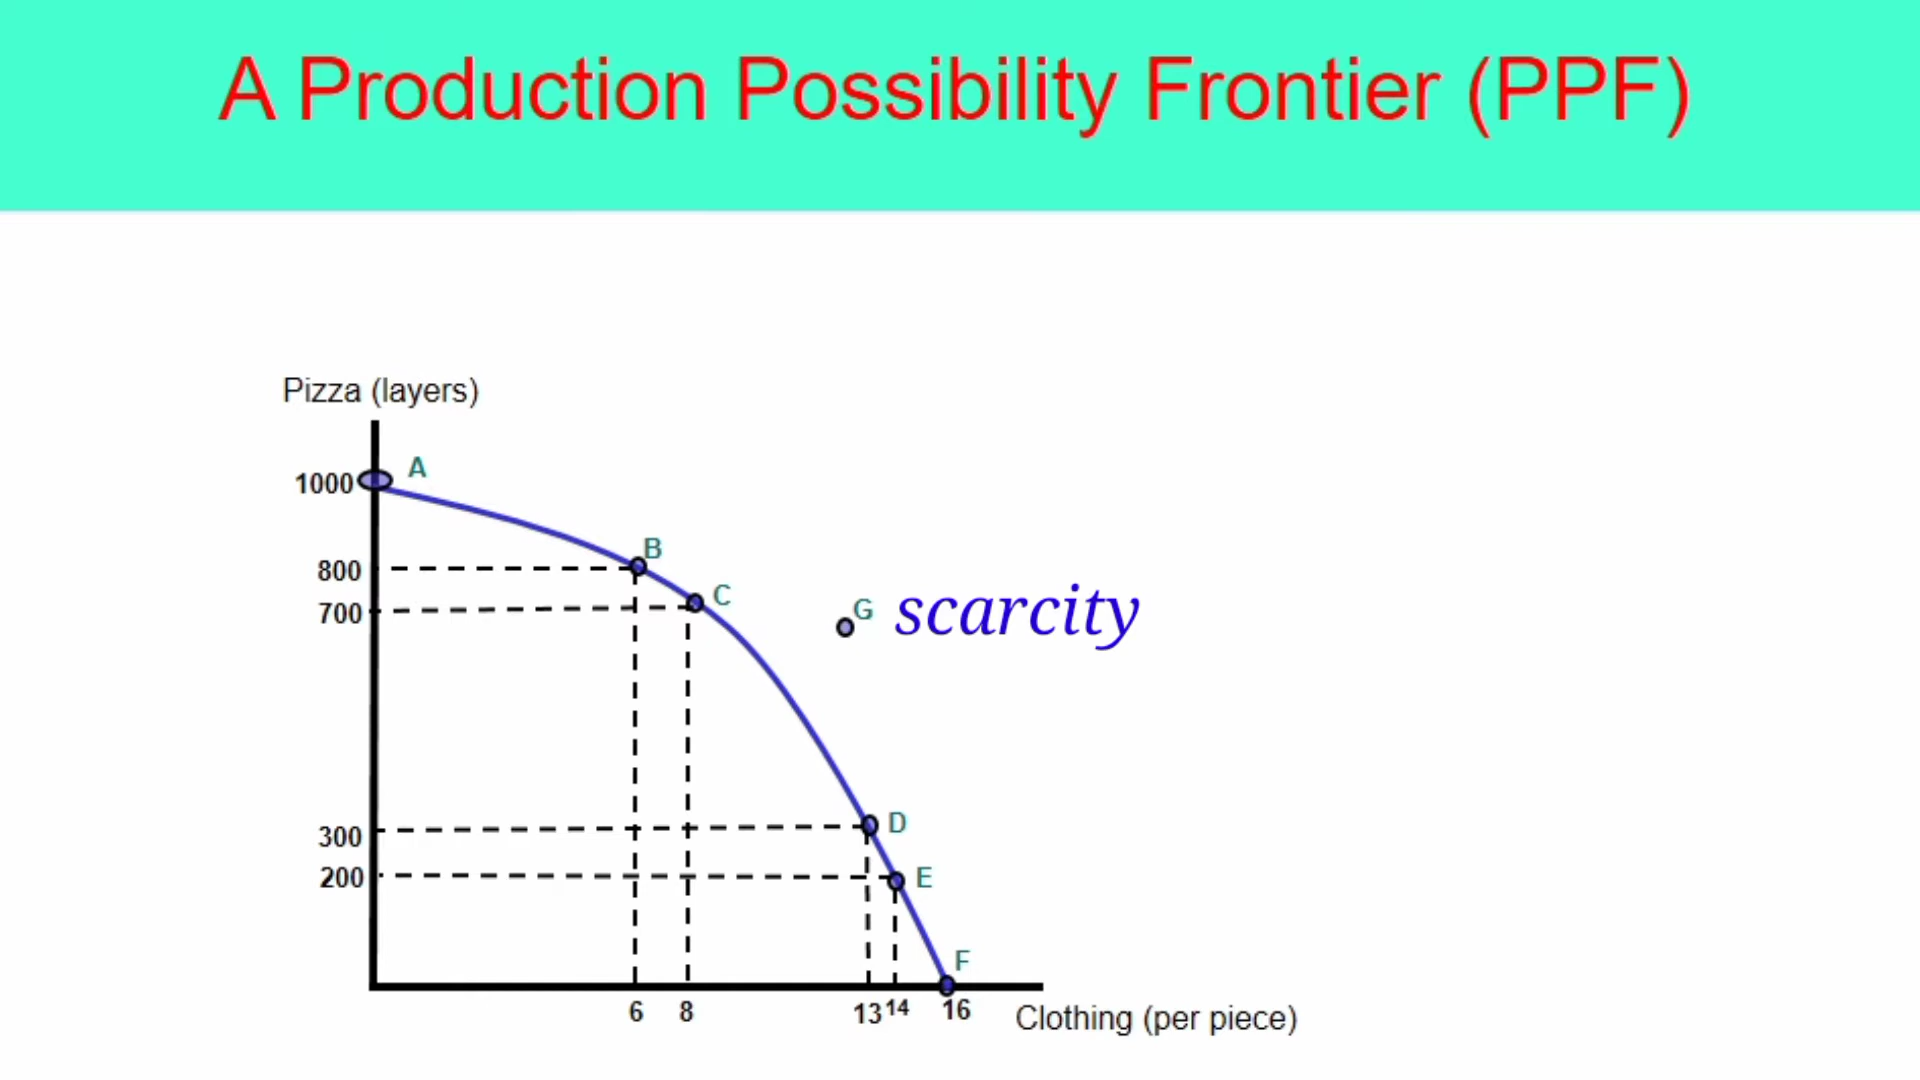 A Production Possibility Frontier (PPF)
Pizza (layers)
1000
A
800
B
700
C
G
scarcity
300
D
200
E
F
6
8
13
14
16
Clothing (per piece)